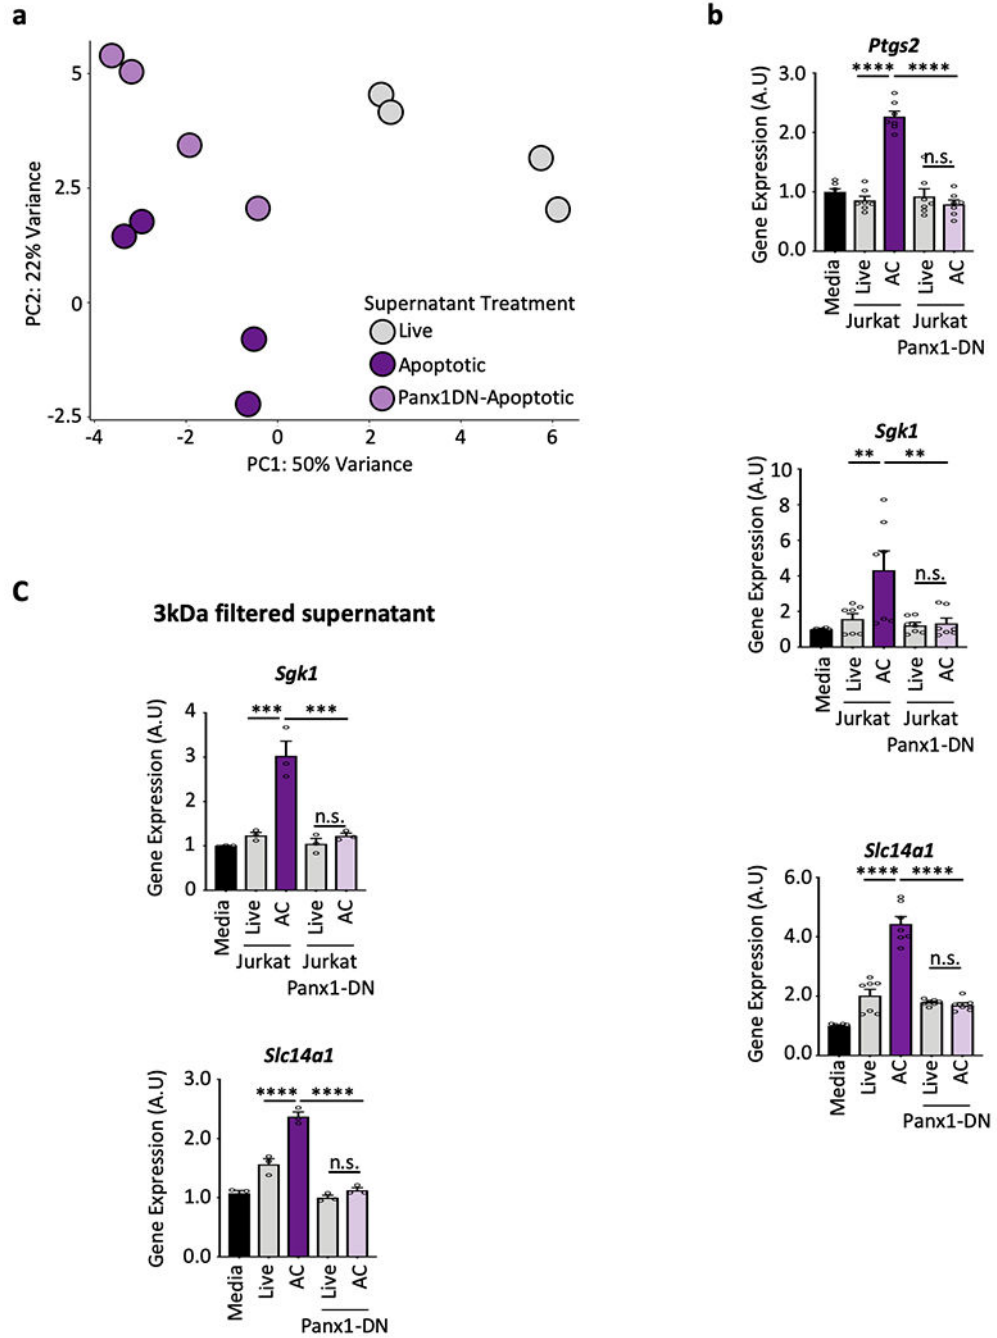 a
5
2.5
0
-2.5
PC2: 22% Variance
-4 -2 0 2 4 6
PC1: 50% Variance
Supernatant Treatment
Live
Apoptotic
Panx1DN-Apoptotic
b
Ptgs2
**** ****
n.s.
Gene Expression (A.U)
3.0
2.0
1.0
0.0
Media Live AC Live AC
Jurkat Jurkat
Panx1-DN
Sgk1
** **
n.s.
Gene Expression (A.U)
10
8
6
4
2
0
Media Live AC Live AC
Jurkat Jurkat
Panx1-DN
Slc14a1
**** ****
n.s.
Gene Expression (A.U)
6.0
4.0
2.0
0.0
Media Live AC Live AC
Panx1-DN
C
3kDa filtered supernatant
Sgk1
*** ***
n.s.
Gene Expression (A.U)
4
3
2
1
0
Media Live AC Live AC
Jurkat Jurkat
Panx1-DN
Slc14a1
**** ****
n.s.
Gene Expression (A.U)
3.0
2.0
1.0
0.0
Media Live AC Live AC
Panx1-DN